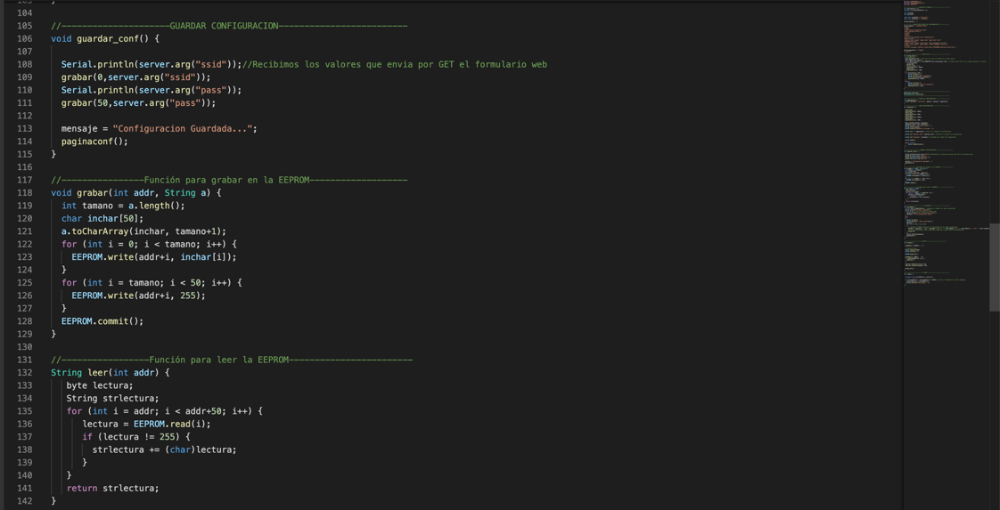 104
105 //---------------------GUARDAR CONFIGURACION-------------------------
106 void guardar_conf() {
107
108   Serial.println(server.arg("ssid"));//Recibimos los valores que envia por GET el formulario web
109   grabar(0,server.arg("ssid"));
110   Serial.println(server.arg("pass"));
111   grabar(50,server.arg("pass"));
112
113   mensaje = "Configuracion Guardada...";
114   paginaconf();
115 }
116
117 //----------------Función para grabar en la EEPROM-------------------
118 void grabar(int addr, String a) {
119   int tamano = a.length();
120   char inchar[50];
121   a.toCharArray(inchar, tamano+1);
122   for (int i = 0; i < tamano; i++) {
123     EEPROM.write(addr+i, inchar[i]);
124   }
125   for (int i = tamano; i < 50; i++) {
126     EEPROM.write(addr+i, 255);
127   }
128   EEPROM.commit();
129 }
130
131 //-----------------Función para leer la EEPROM------------------------
132 String leer(int addr) {
133    byte lectura;
134    String strlectura;
135    for (int i = addr; i < addr+50; i++) {
136       lectura = EEPROM.read(i);
137       if (lectura != 255) {
138         strlectura += (char)lectura;
139       }
140    }
141    return strlectura;
142 }